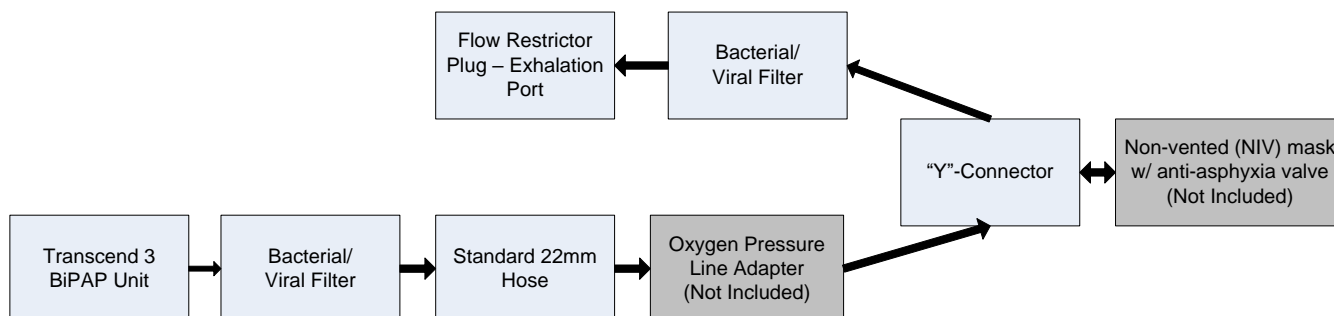 Flow Restrictor
Plug – Exhalation
Port
Bacterial/
Viral Filter
“Y”-Connector
Non-vented (NIV) mask
w/ anti-asphyxia valve
(Not Included)
Transcend 3
BiPAP Unit
Bacterial/
Viral Filter
Standard 22mm
Hose
Oxygen Pressure
Line Adapter
(Not Included)